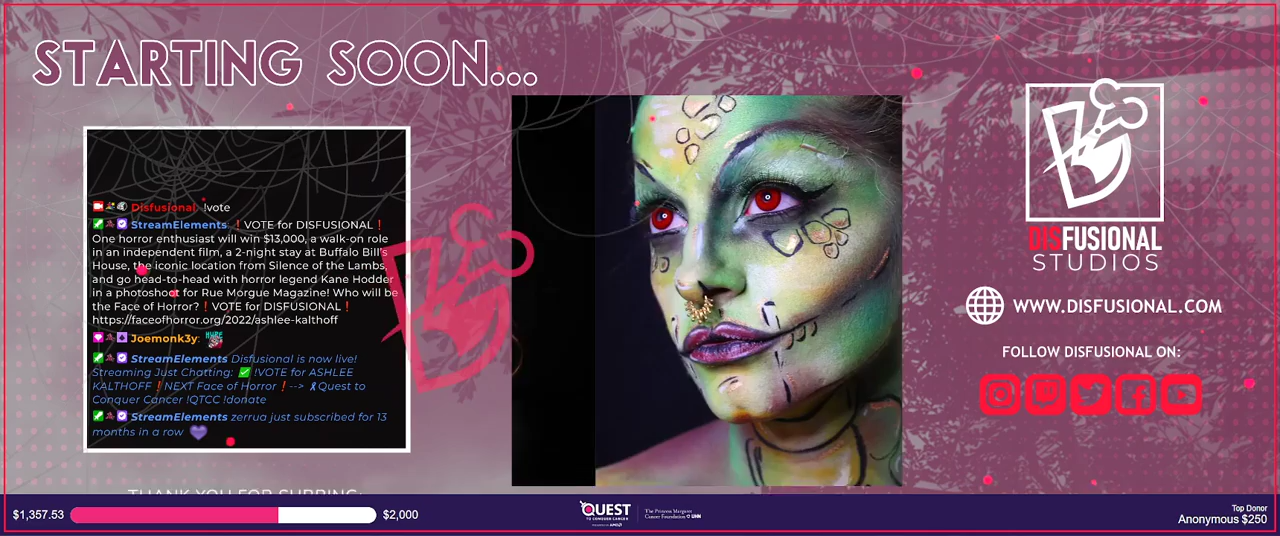 STARTING SOON...
Disfusional: !vote
StreamElements: ❗VOTE for DISFUSIONAL❗
One horror enthusiast will win $13,000, a walk-on role
in an independent film, a 2-night stay at Buffalo Bill's
House, the iconic location from Silence of the Lambs,
and go head-to-head with horror legend Kane Hodder
in a photoshoot for Rue Morgue Magazine! Who will be
the Face of Horror? ❗VOTE for DISFUSIONAL❗
https://faceofhorror.org/2022/ashlee-kalthoff
Joemonk3y: HYPE
StreamElements Disfusional is now live!
Streaming Just Chatting: ✅ !VOTE for ASHLEE
KALTHOFF❗NEXT Face of Horror❗--> 🎗Quest to
Conquer Cancer !QTCC !donate
StreamElements zerrua just subscribed for 13
months in a row 💜
THANK YOU FOR SUBBING:
DISFUSIONAL
STUDIOS
WWW.DISFUSIONAL.COM
FOLLOW DISFUSIONAL ON:
$1,357.53
$2,000
QUEST
TO CONQUER CANCER
The Princess Margaret
Cancer Foundation UHN
Top Donor
Anonymous $250